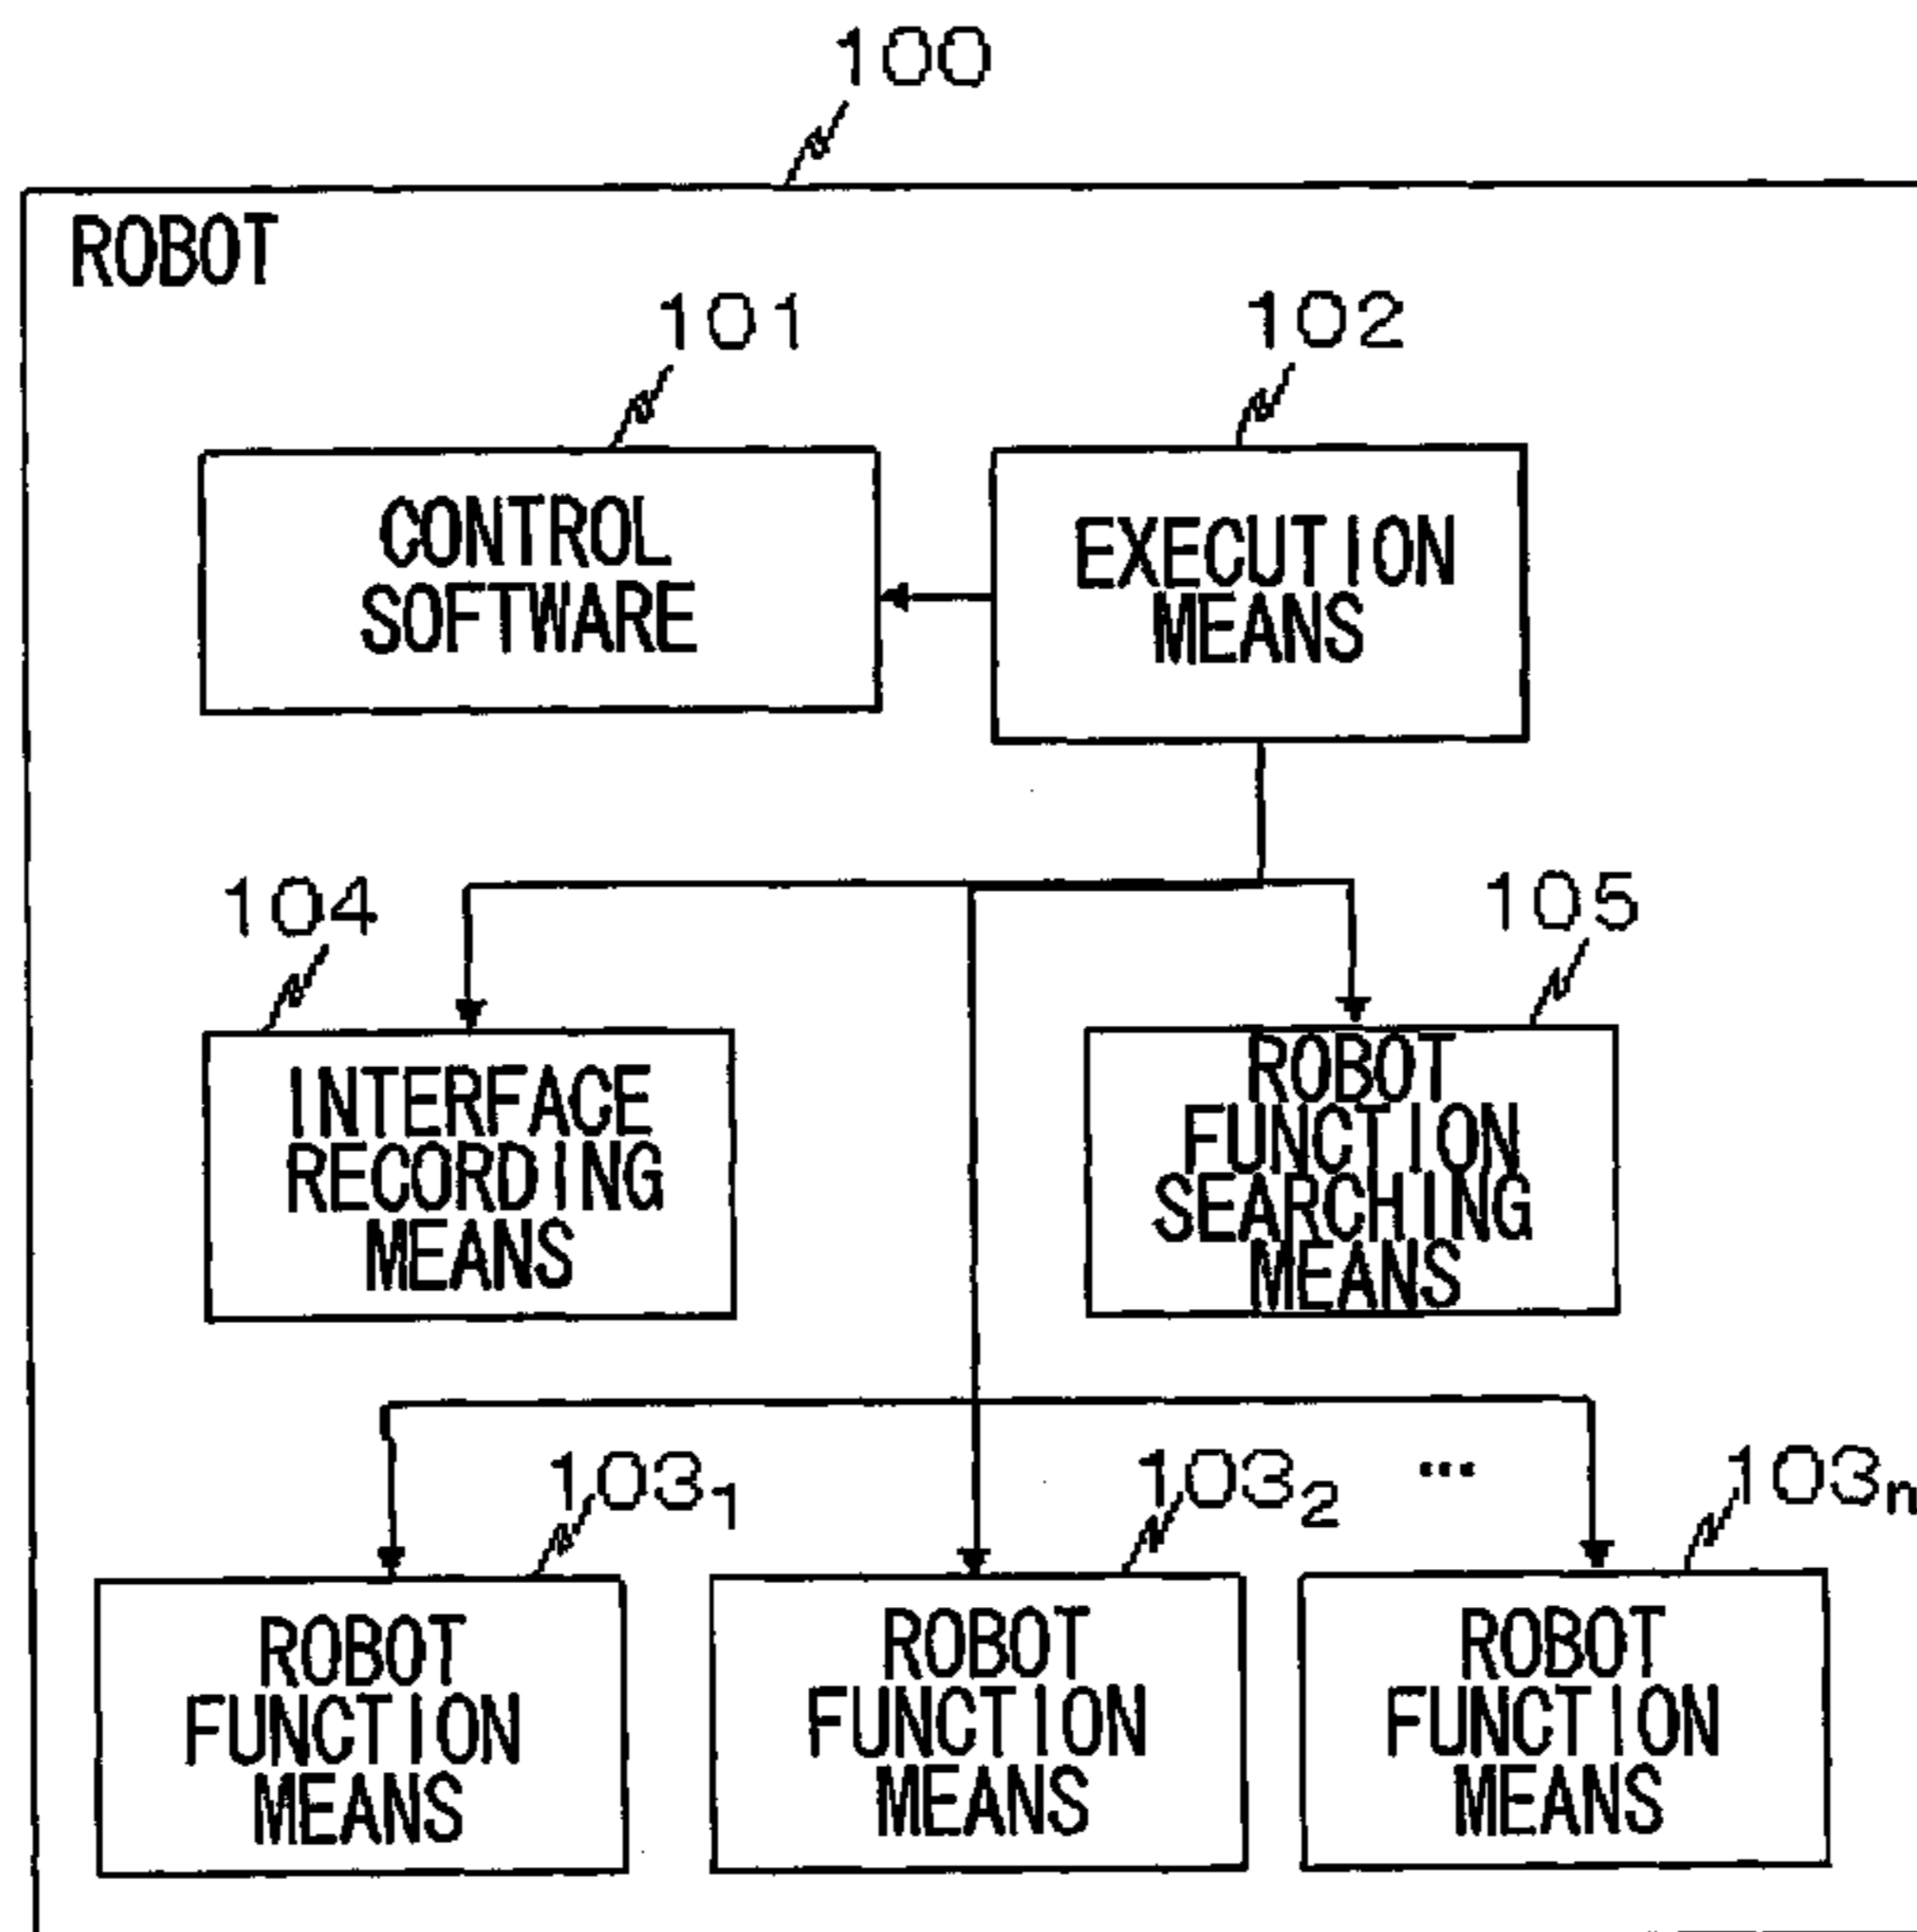 100
ROBOT
101
102
CONTROL
SOFTWARE
EXECUTION
MEANS
104
105
INTERFACE
RECORDING
MEANS
ROBOT
FUNCTION
SEARCHING
MEANS
103₁
103₂
...
103ₙ
ROBOT
FUNCTION
MEANS
ROBOT
FUNCTION
MEANS
ROBOT
FUNCTION
MEANS